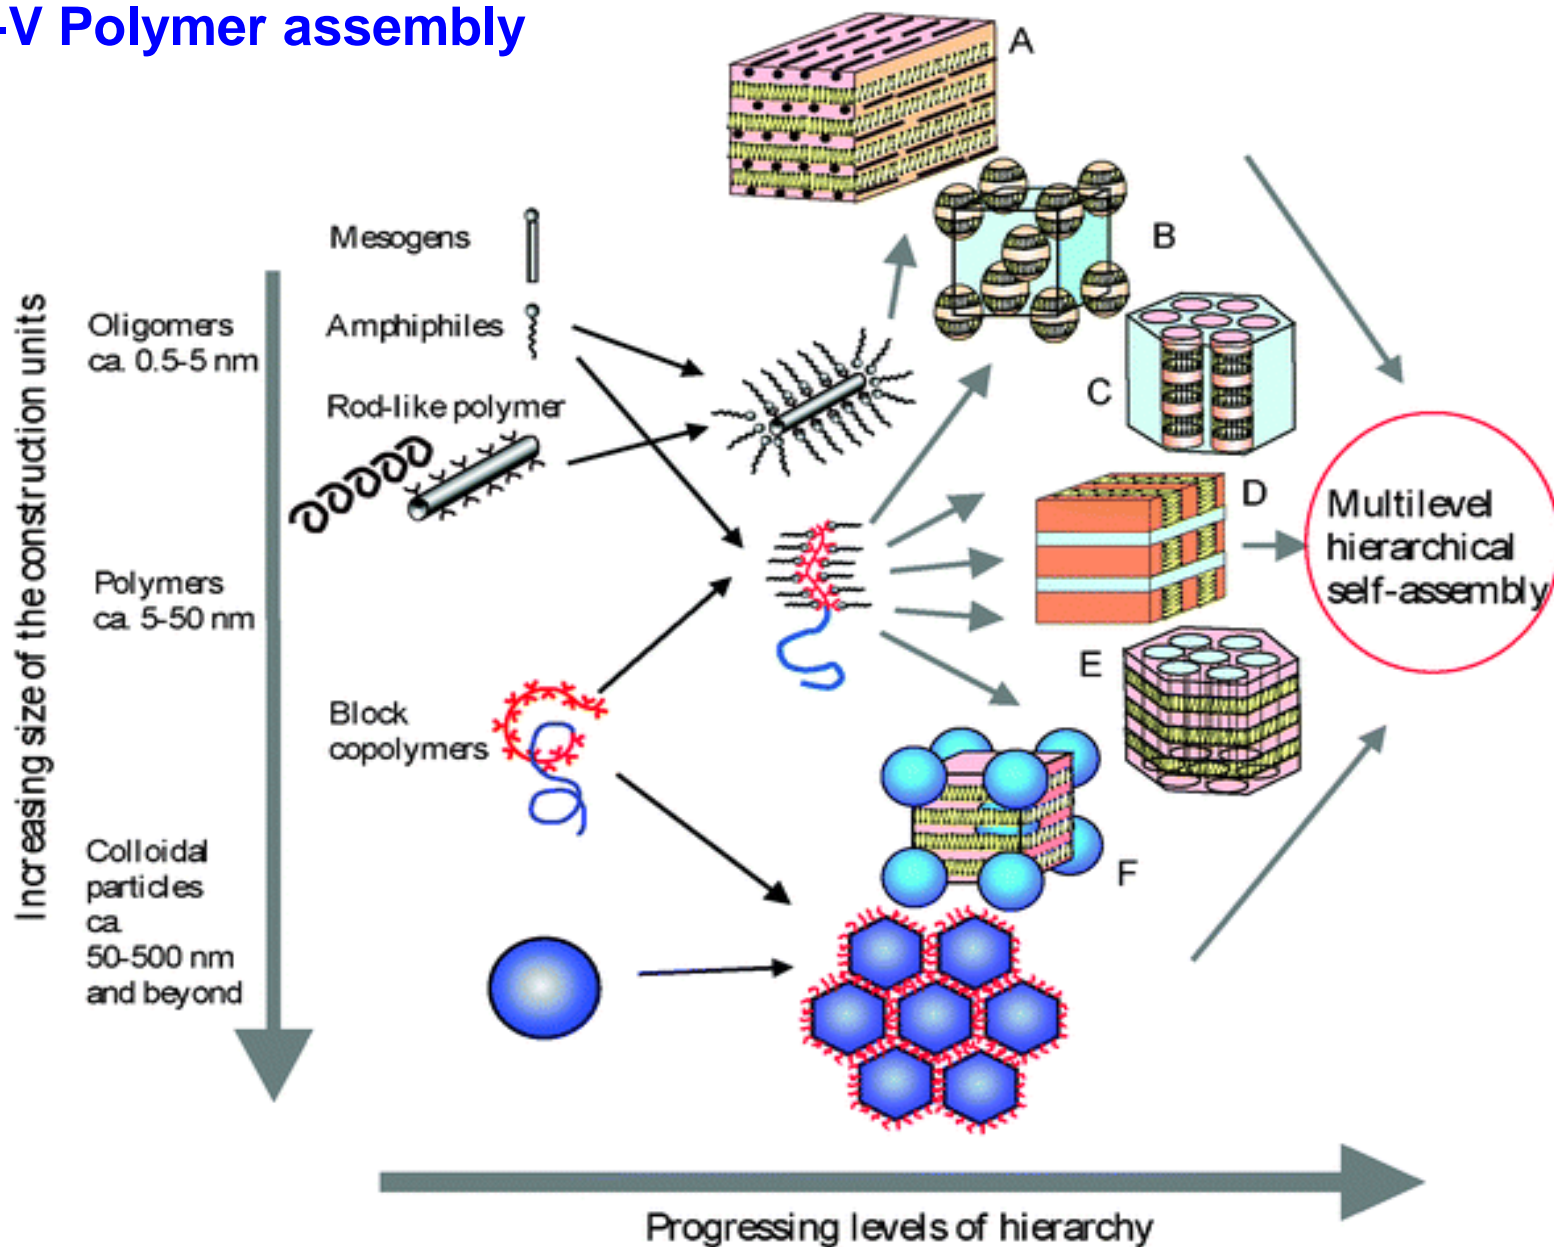 -V Polymer assembly
A
B
C
D
E
F
Mesogens
Amphiphiles
Rod-like polymer
Block
copolymers
Oligomers
ca. 0.5-5 nm
Polymers
ca. 5-50 nm
Colloidal
particles
ca.
50-500 nm
and beyond
Increasing size of the construction units
Multilevel
hierarchical
self-assembly
Progressing levels of hierarchy